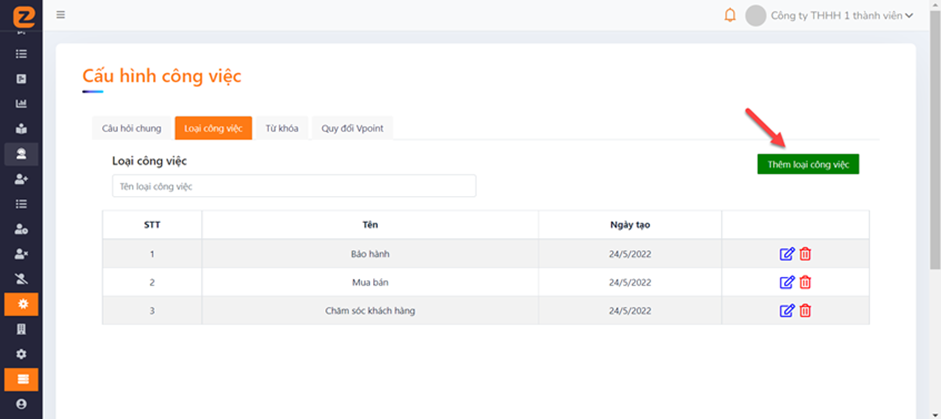 Công ty THHH 1 thành viên
Cấu hình công việc
Câu hỏi chung Loại công việc Từ khóa Quy đổi Vpoint
Loại công việc
Thêm loại công việc
Tên loại công việc
STT Tên Ngày tạo
1 Bảo hành 24/5/2022
2 Mua bán 24/5/2022
3 Chăm sóc khách hàng 24/5/2022